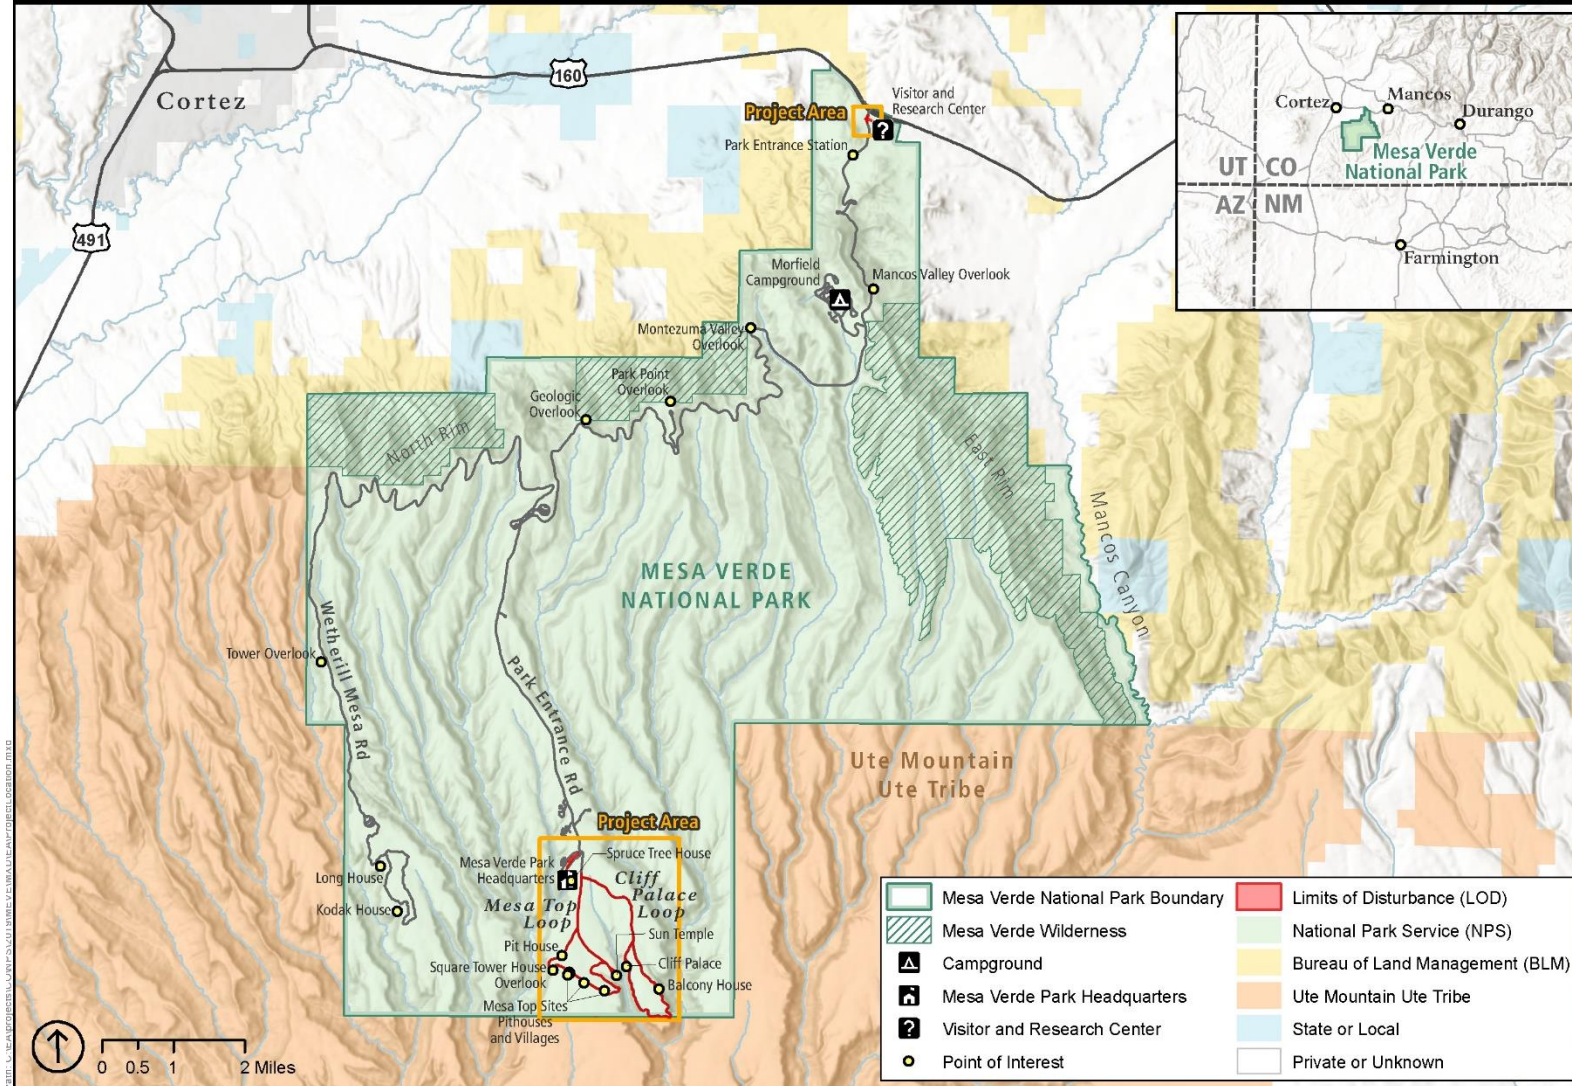 160
Cortez
491
Project Area
Visitor and
Research Center
Park Entrance Station
Morfield
Campground
Mancos Valley Overlook
Montezuma Valley
Overlook
Park Point
Overlook
Geologic
Overlook
North Rim
East Rim
Mancos Canyon
MESA VERDE
NATIONAL PARK
Tower Overlook
Wetherill Mesa Rd
Park Entrance Rd
Ute Mountain
Ute Tribe
Project Area
Mesa Verde Park
Headquarters
Spruce Tree House
Cliff
Palace
Loop
Mesa Top
Loop
Long House
Kodak House
Pit House
Sun Temple
Square Tower House
Overlook
Cliff Palace
Balcony House
Mesa Top Sites
Pithouses
and Villages
0 0.5 1 2 Miles
Cortez
Mancos
Durango
Mesa Verde
National Park
UT CO
AZ NM
Farmington
Mesa Verde National Park Boundary
Mesa Verde Wilderness
Campground
Mesa Verde Park Headquarters
? Visitor and Research Center
Point of Interest
Limits of Disturbance (LOD)
National Park Service (NPS)
Bureau of Land Management (BLM)
Ute Mountain Ute Tribe
State or Local
Private or Unknown